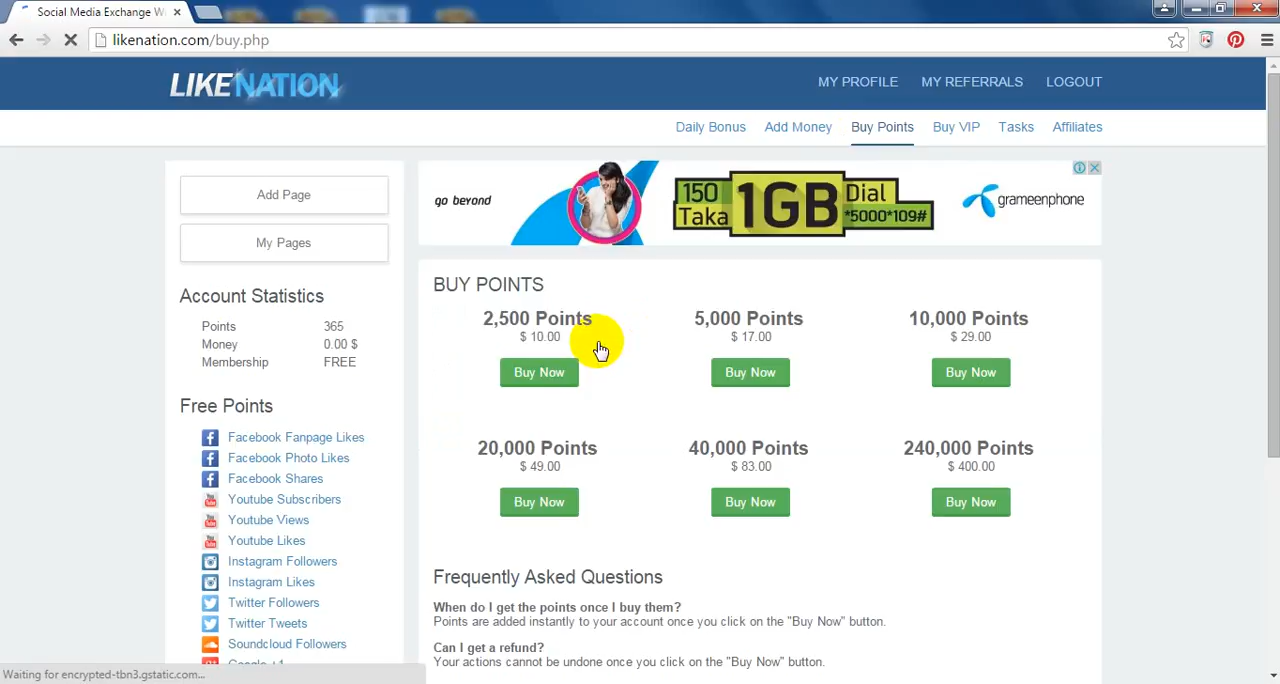 Social Media Exchange W
likenation.com/buy.php
LIKENATION
MY PROFILE
MY REFERRALS
LOGOUT
Daily Bonus
Add Money
Buy Points
Buy VIP
Tasks
Affiliates
Add Page
My Pages
Account Statistics
Points 365
Money 0.00 $
Membership FREE
Free Points
Facebook Fanpage Likes
Facebook Photo Likes
Facebook Shares
Youtube Subscribers
Youtube Views
Youtube Likes
Instagram Followers
Instagram Likes
Twitter Followers
Twitter Tweets
Soundcloud Followers
Google +1
go beyond
150 Taka
1GB
Dial
*5000*109#
grameenphone
BUY POINTS
2,500 Points
$ 10.00
Buy Now
5,000 Points
$ 17.00
Buy Now
10,000 Points
$ 29.00
Buy Now
20,000 Points
$ 49.00
Buy Now
40,000 Points
$ 83.00
Buy Now
240,000 Points
$ 400.00
Buy Now
Frequently Asked Questions
When do I get the points once I buy them?
Points are added instantly to your account once you click on the "Buy Now" button.
Can I get a refund?
Your actions cannot be undone once you click on the "Buy Now" button.
Waiting for encrypted-tbn3.gstatic.com...